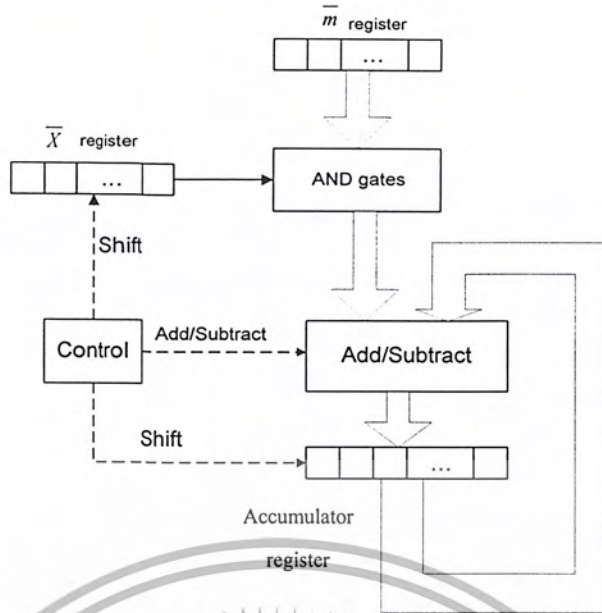 m̅ register
...
X̅ register
...
AND gates
Shift
Control
Add/Subtract
Add/Subtract
Shift
...
Accumulator
register